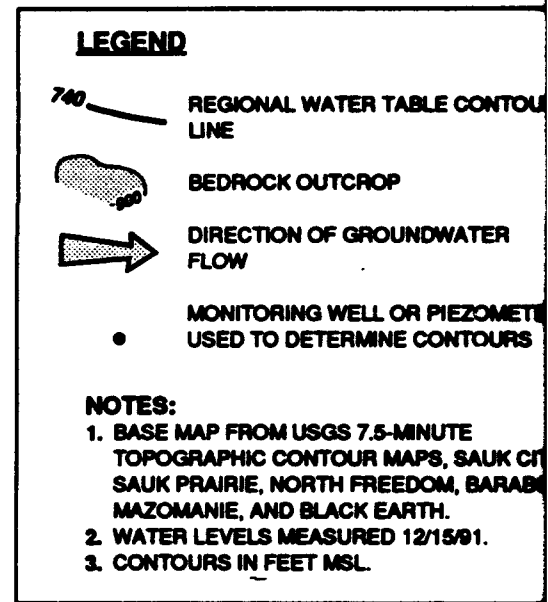 LEGEND
740
REGIONAL WATER TABLE CONTOU
LINE
BEDROCK OUTCROP
-900
DIRECTION OF GROUNDWATER
FLOW
MONITORING WELL OR PIEZOMETE
USED TO DETERMINE CONTOURS
NOTES:
1. BASE MAP FROM USGS 7.5-MINUTE
TOPOGRAPHIC CONTOUR MAPS, SAUK CIT
SAUK PRAIRIE, NORTH FREEDOM, BARABO
MAZOMANIE, AND BLACK EARTH.
2. WATER LEVELS MEASURED 12/15/91.
3. CONTOURS IN FEET MSL.